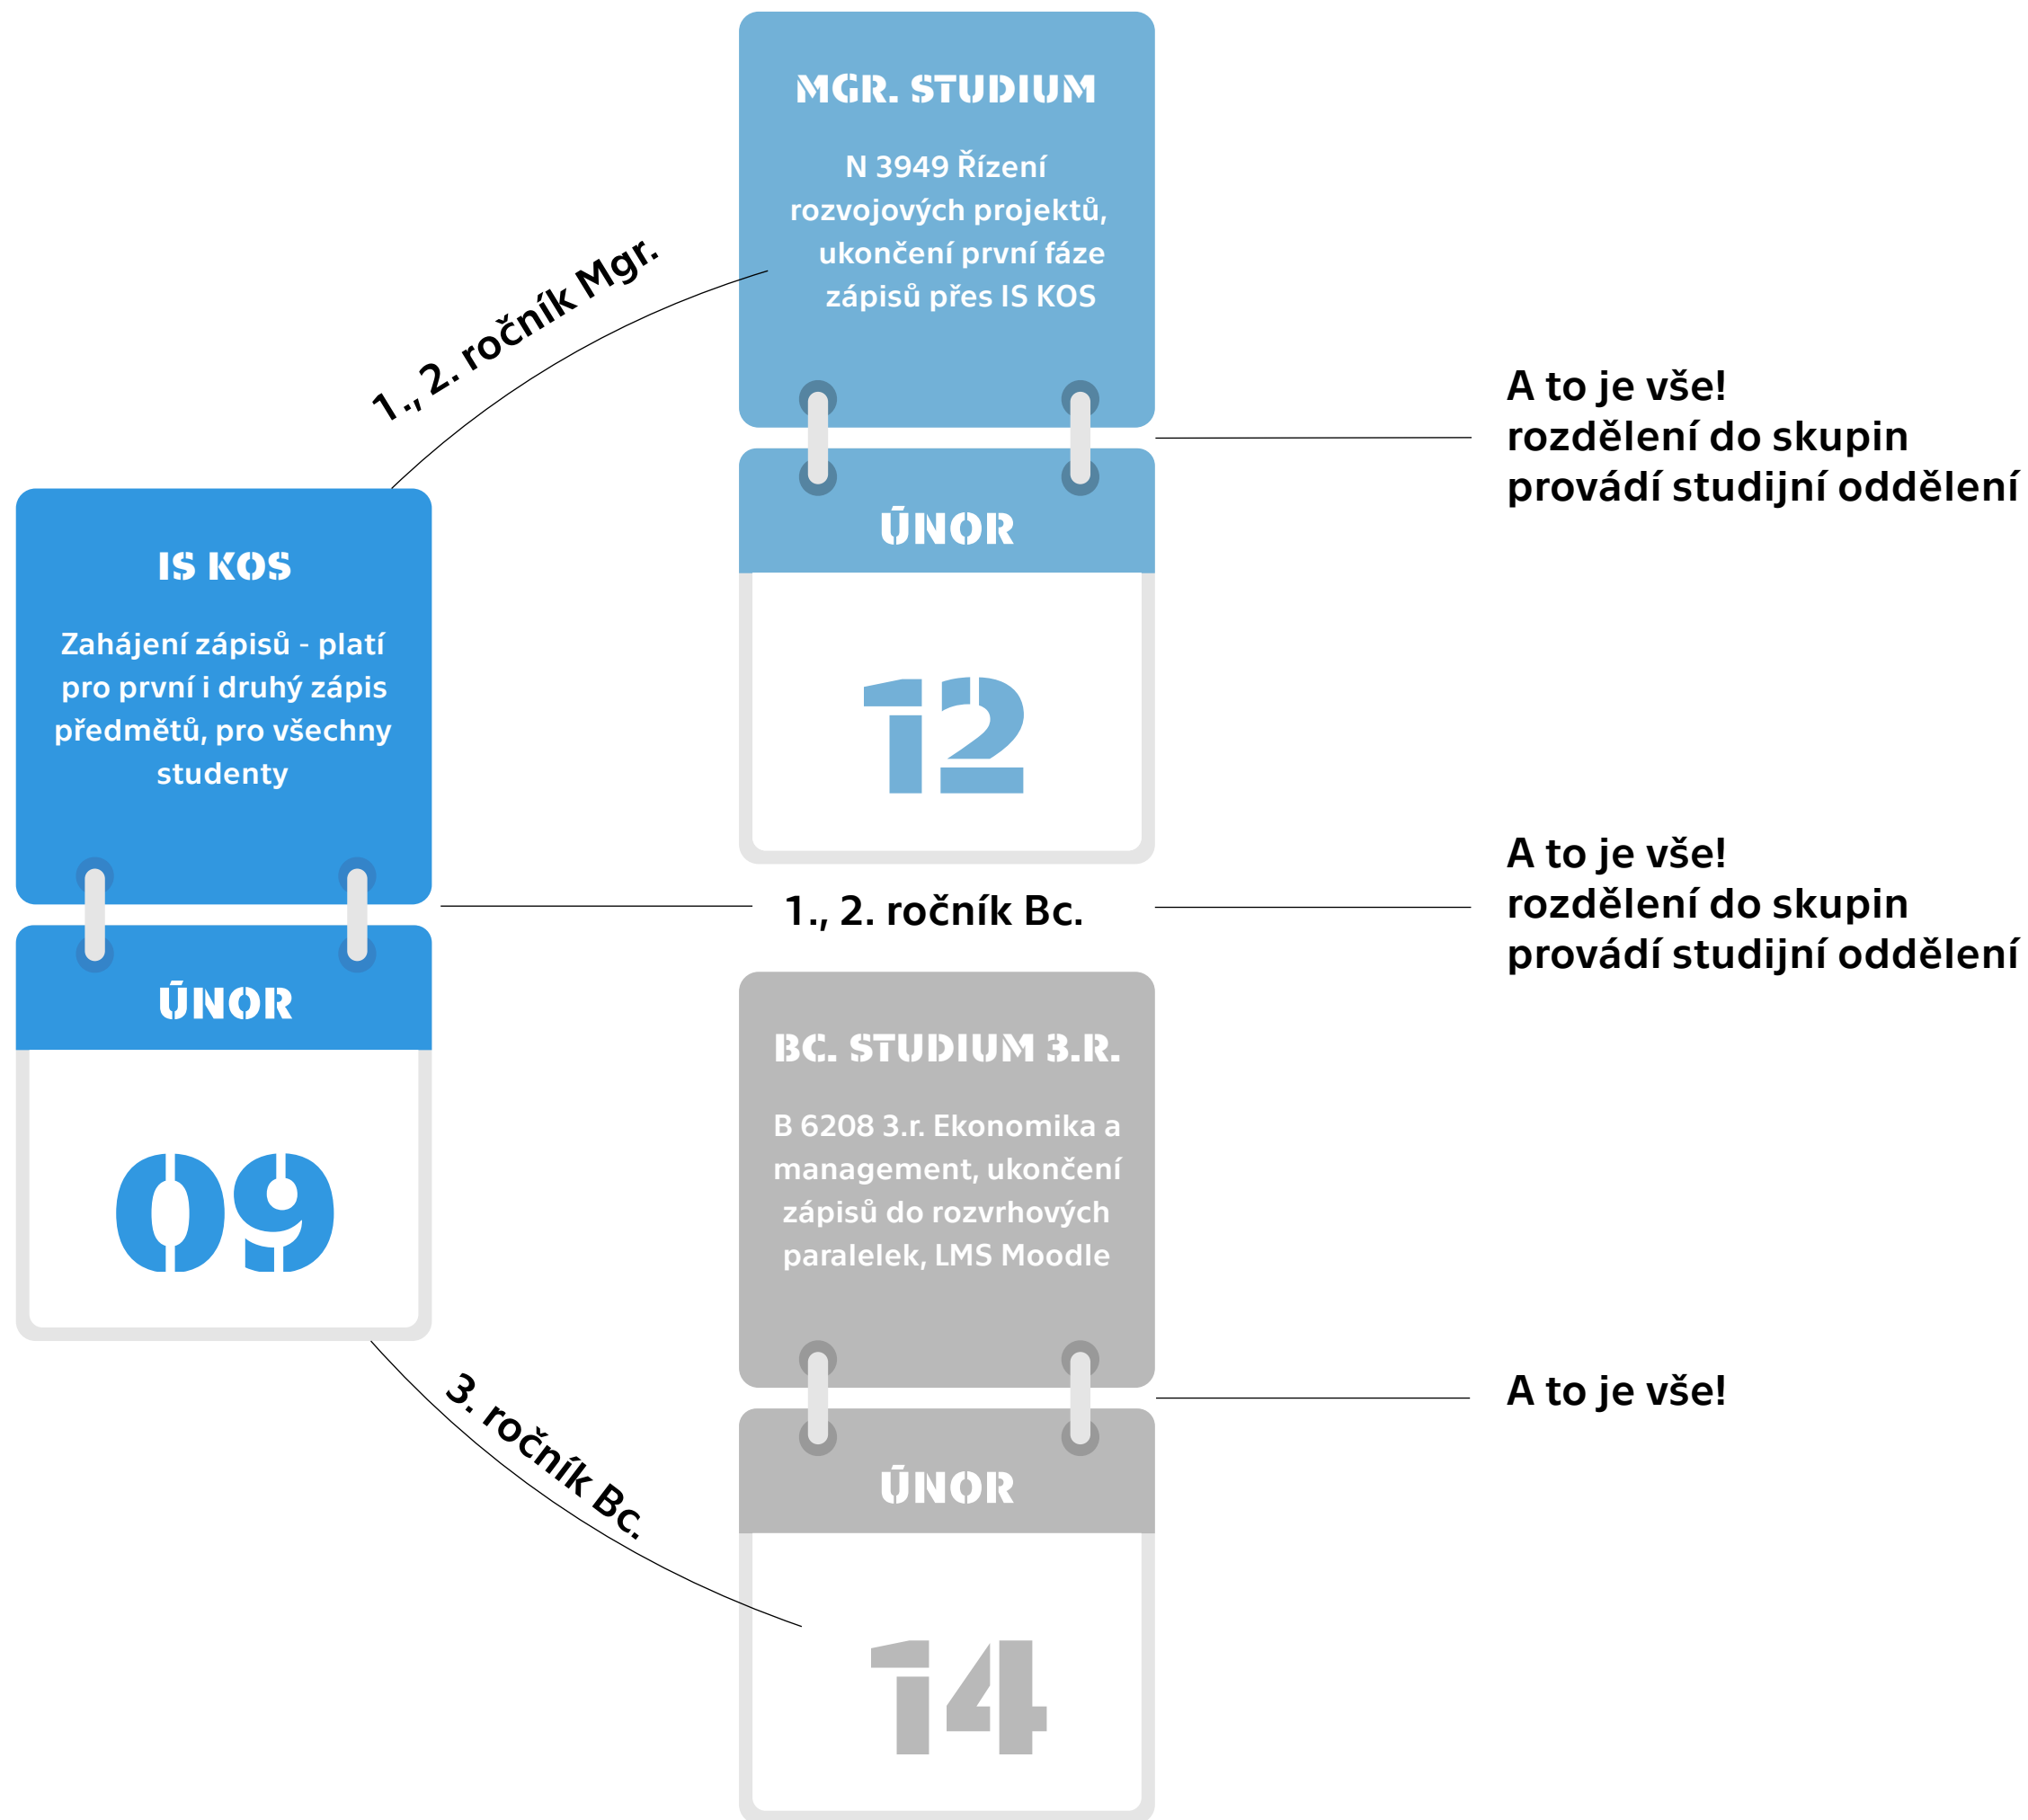 IS KOS
Zahájení zápisů - platí
pro první i druhý zápis
předmětů, pro všechny
studenty
ÚNOR
09
1., 2. ročník Mgr.
MGR. STUDIUM
N 3949 Řízení
rozvojových projektů,
ukončení první fáze
zápisů přes IS KOS
ÚNOR
12
A to je vše!
rozdělení do skupin
provádí studijní oddělení
1., 2. ročník Bc.
A to je vše!
rozdělení do skupin
provádí studijní oddělení
3. ročník Bc.
BC. STUDIUM 3.R.
B 6208 3.r. Ekonomika a
management, ukončení
zápisů do rozvrhových
paralelek, LMS Moodle
ÚNOR
14
A to je vše!